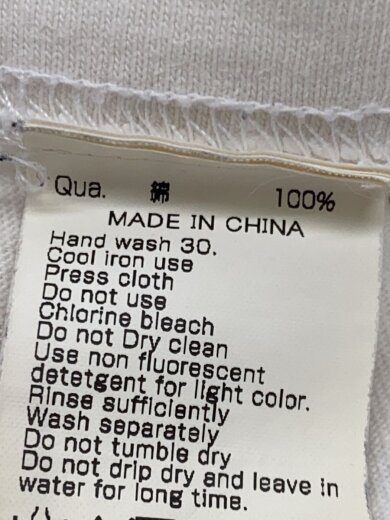 Qua. 綿 100%
MADE IN CHINA
Hand wash 30.
Cool iron use
Press cloth
Do not use
Chlorine bleach
Do not Dry clean
Use non fluorescent
detetgent for light color.
Rinse sufficiently
Wash separately
Do not tumble dry
Do not drip dry and leave in
water for long time.